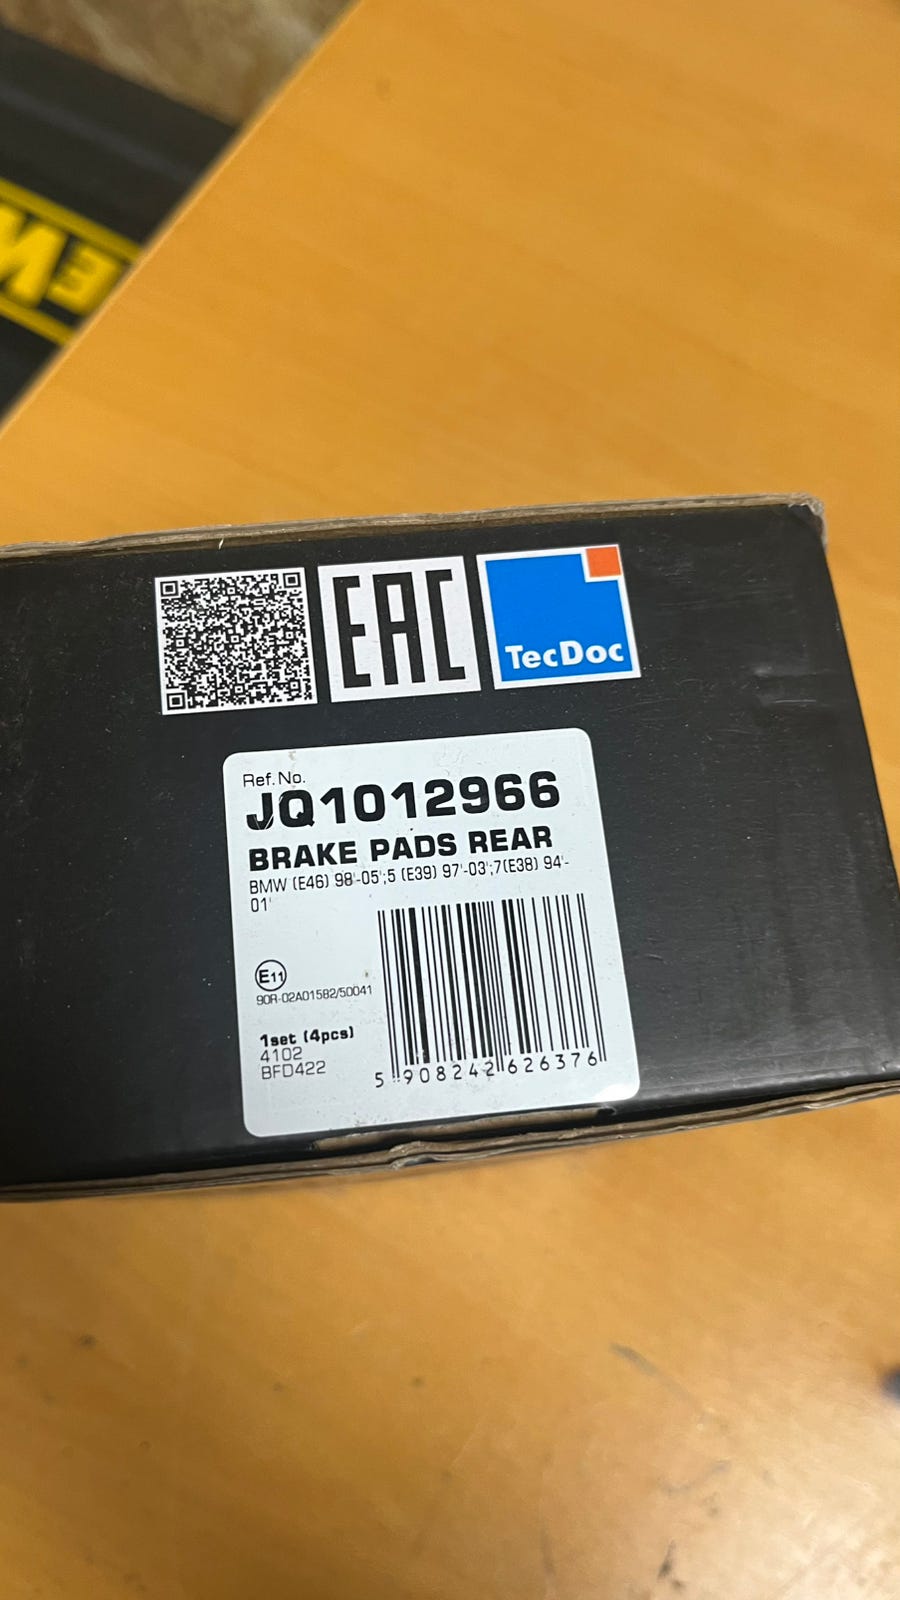 EW
EAC
TecDoc
Ref.No.
JQ1012966
BRAKE PADS REAR
BMW (E46) 98'-05';5 (E39) 97'-03';7(E38) 94'-
01'
E11
90R-02A01582/50041
1set (4pcs)
4102
BFD422
5 908242 626376